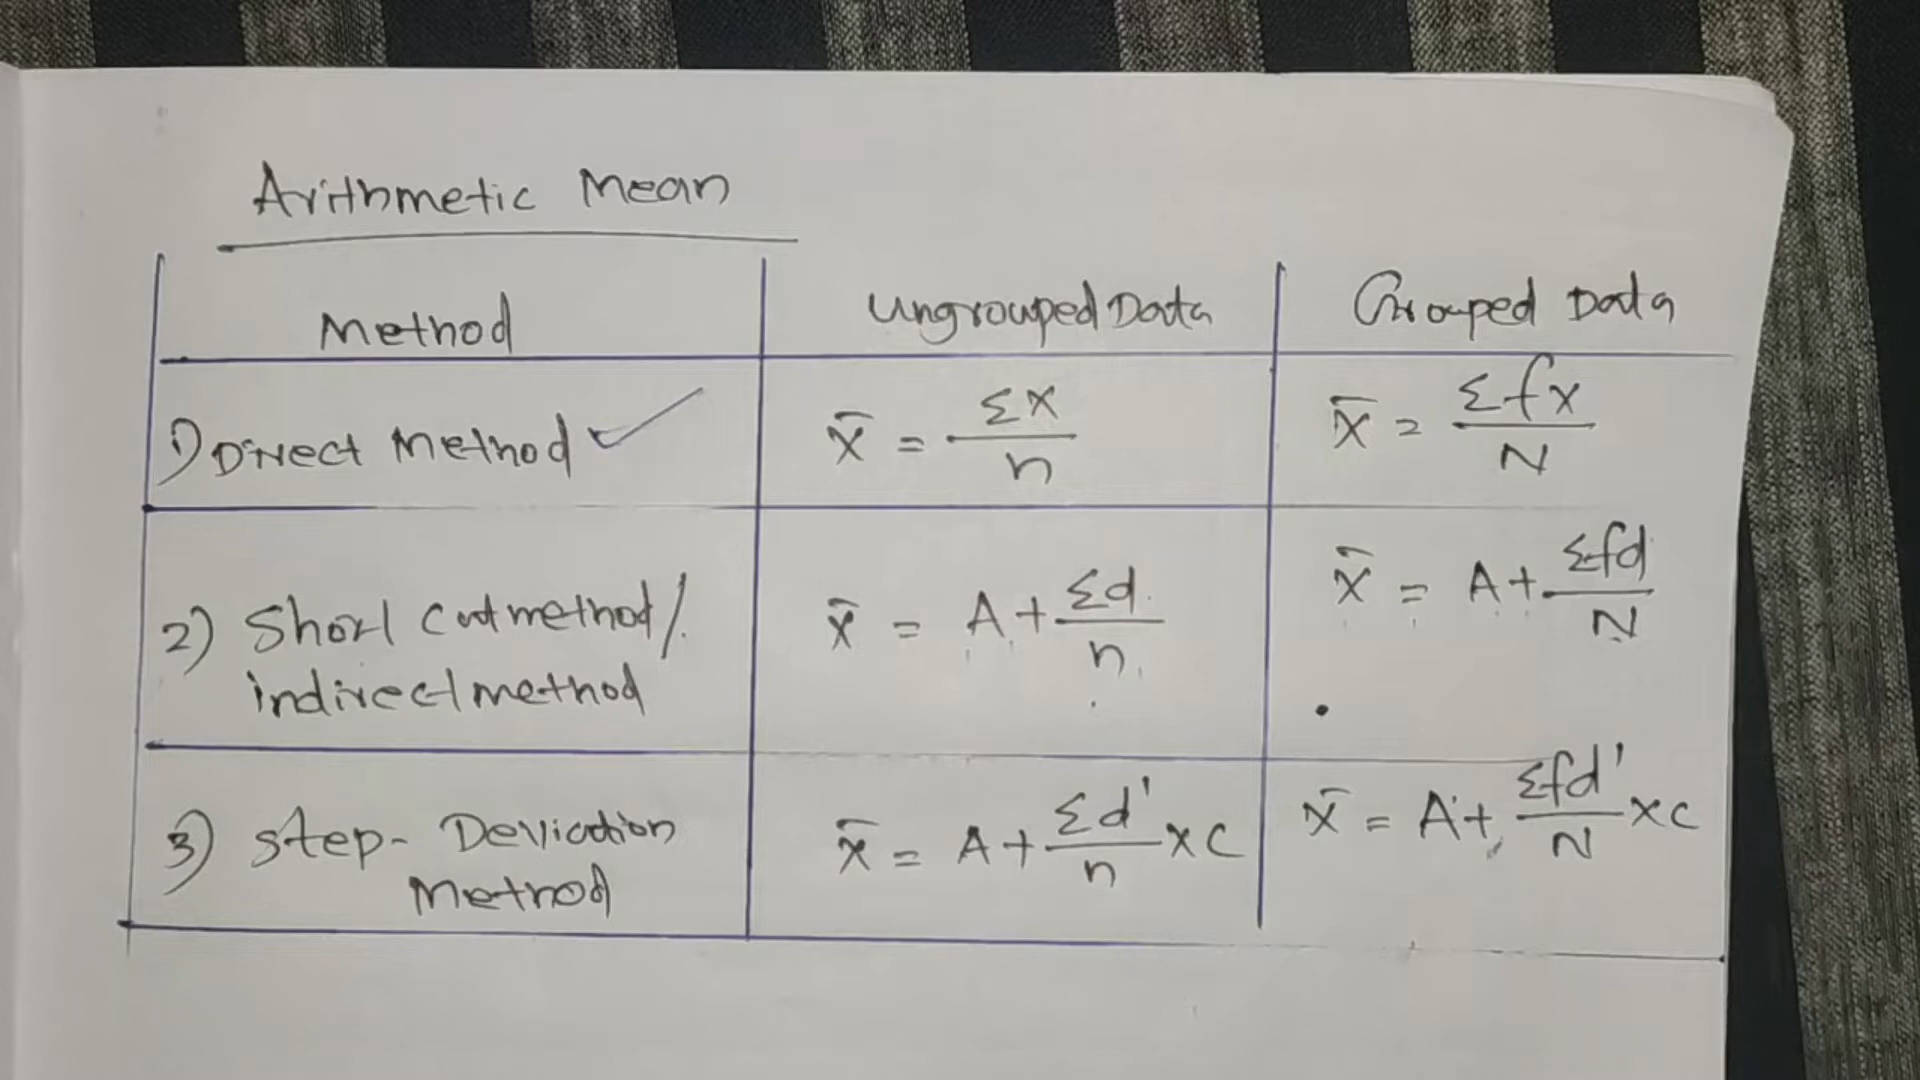 Arithmetic Mean
Method Ungrouped Data Grouped Data
1) Direct Method ✓ x̄ = Σx/n x̄ = Σfx/N
2) Short cut method/ x̄ = A + Σd/n x̄ = A + Σfd/N
indirect method
3) Step- Deviation x̄ = A + Σd'/n × C x̄ = A + Σfd'/N × C
Method